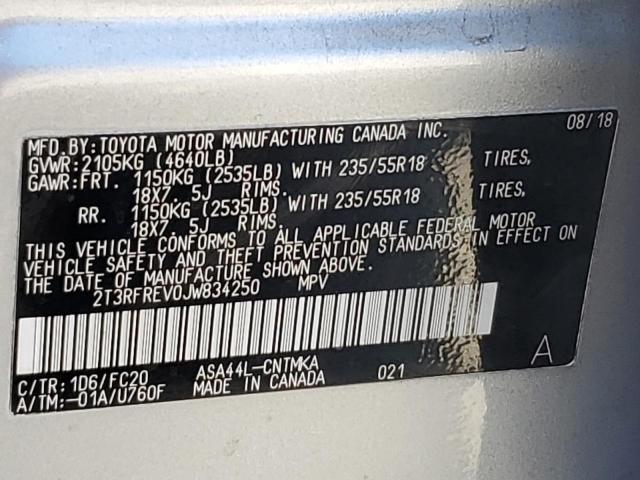 MFD.BY:TOYOTA MOTOR MANUFACTURING CANADA INC. 08/18
GVWR:2105KG (4640LB)
GAWR:FRT. 1150KG (2535LB) WITH 235/55R18 TIRES,
18X7.5J RIMS.
RR. 1150KG (2535LB) WITH 235/55R18 TIRES,
18X7.5J RIMS.
THIS VEHICLE CONFORMS TO ALL APPLICABLE FEDERAL MOTOR
VEHICLE SAFETY AND THEFT PREVENTION STANDARDS IN EFFECT ON
THE DATE OF MANUFACTURE SHOWN ABOVE.
2T3RFREV0JW834250 MPV
A
C/TR:1D6/FC20 ASA44L-CNTMKA 021
A/TM:-01A/U760F MADE IN CANADA